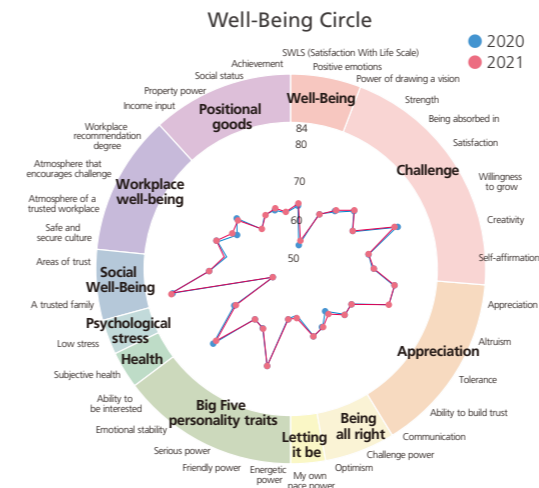 Well-Being Circle
2020
2021
SWLS (Satisfaction With Life Scale)
Positive emotions
Power of drawing a vision
Strength
Being absorbed in
Satisfaction
Willingness
to grow
Creativity
Self-affirmation
Appreciation
Altruism
Tolerance
Ability to build trust
Communication
Challenge power
Optimism
My own
pace power
Energetic
power
Friendly power
Serious power
Emotional stability
Ability to
be interested
Subjective health
Low stress
A trusted family
Areas of trust
Safe and
secure culture
Atmosphere of a
trusted workplace
Atmosphere that
encourages challenge
Workplace
recommendation
degree
Income input
Property power
Social status
Achievement
Well-Being
Challenge
Appreciation
Being
all right
Letting
it be
Big Five
personality traits
Health
Psychological
stress
Social
Well-Being
Workplace
well-being
Positional
goods
84
80
70
60
50